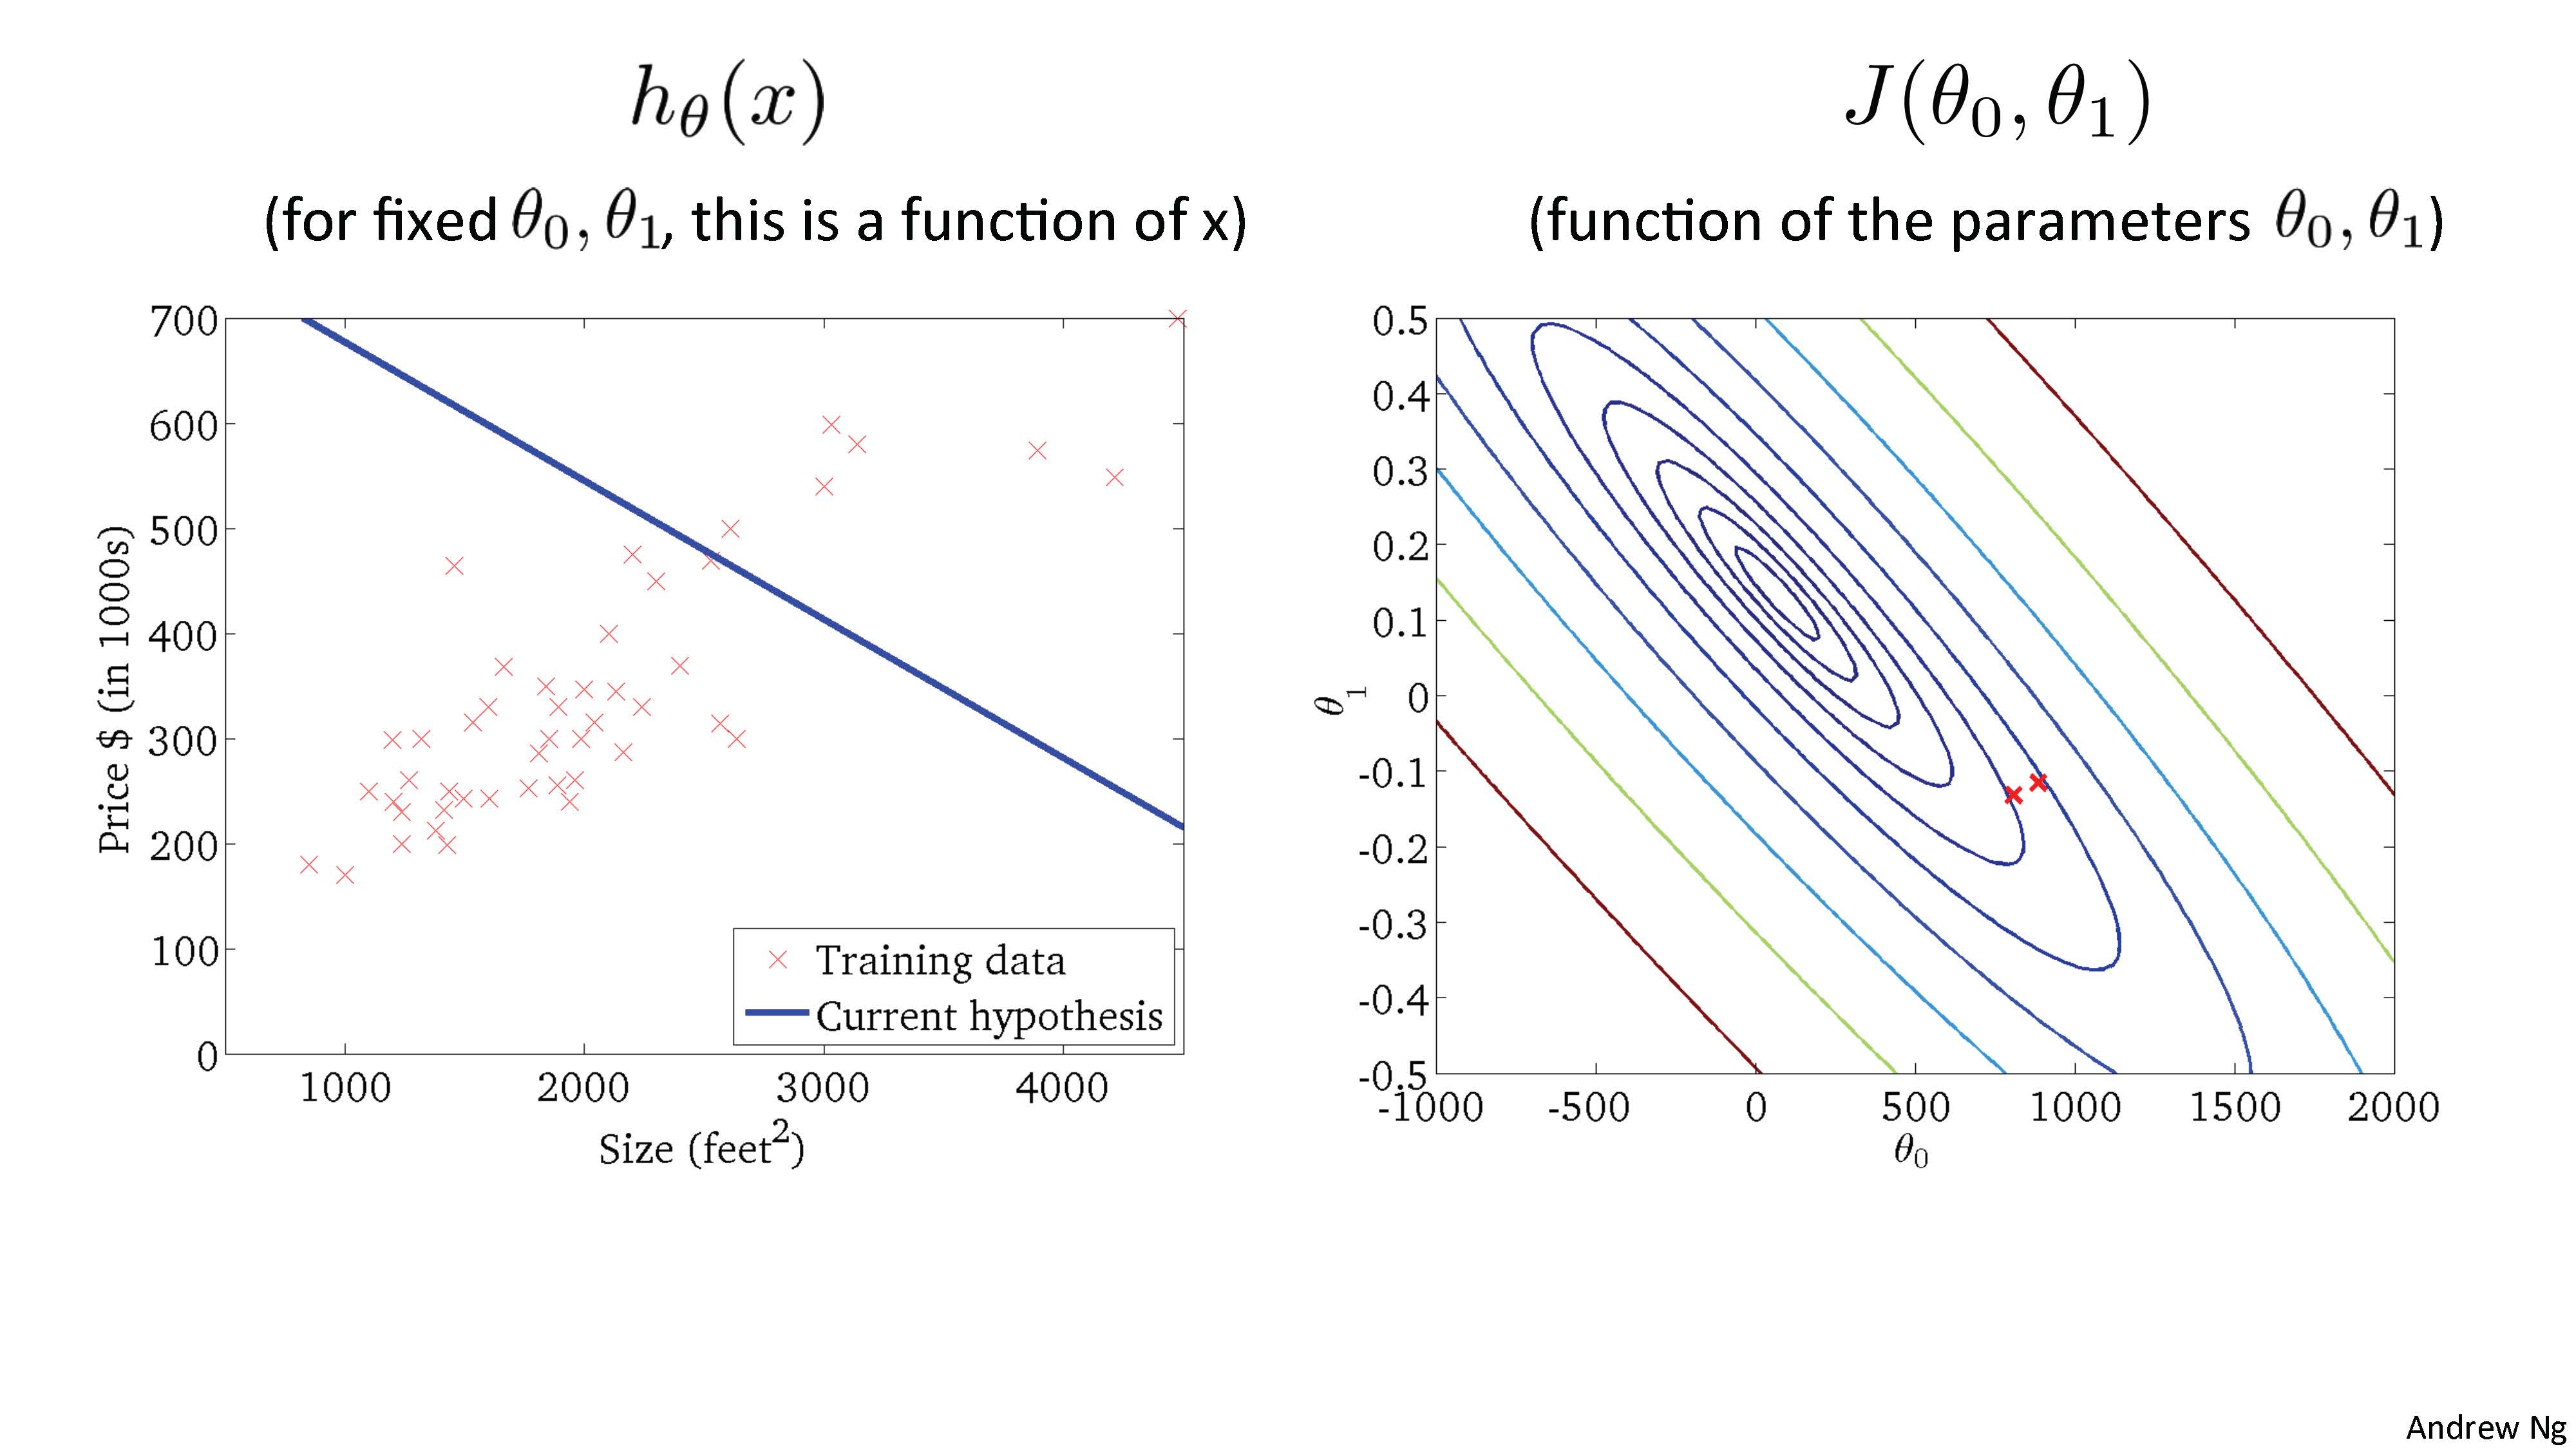 h_θ(x)
(for fixed θ₀, θ₁, this is a function of x)
700
600
500
400
300
200
100
0
Price $ (in 1000s)
1000 2000 3000 4000
Size (feet²)
Training data
Current hypothesis
J(θ₀, θ₁)
(function of the parameters θ₀, θ₁)
0.5
0.4
0.3
0.2
0.1
0
-0.1
-0.2
-0.3
-0.4
-0.5
θ₁
-1000 -500 0 500 1000 1500 2000
θ₀
Andrew Ng